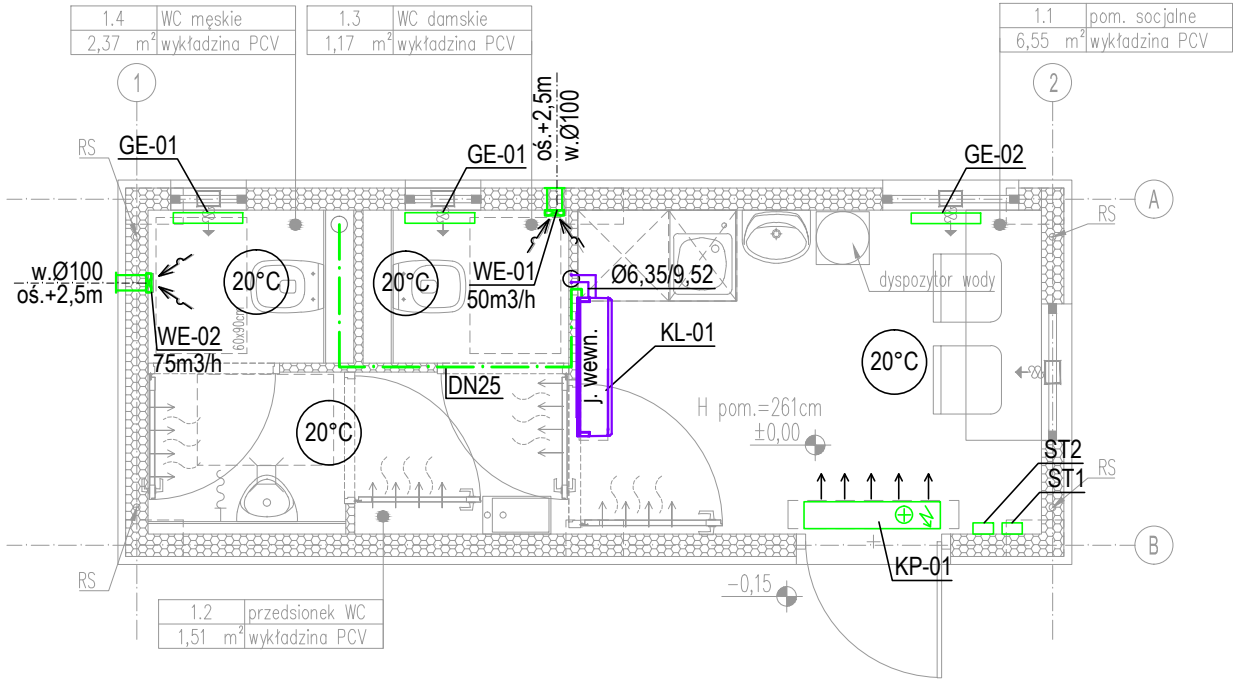 1.4 WC męskie
2,37 m² wykładzina PCV
1.3 WC damskie
1,17 m² wykładzina PCV
1.1 pom. socjalne
6,55 m² wykładzina PCV
1
2
oś.+2,5m
w.Ø100
RS
GE-01
GE-01
GE-02
A
RS
w.Ø100
oś.+2,5m
20°C
20°C
WE-01
50m3/h
Ø6,35/9,52
dyspozytor wody
WE-02
75m3/h
60x90cm
KL-01
j. wewn.
20°C
DN25
H pom.=261cm
±0,00
20°C
ST2
ST1
RS
B
KP-01
RS
-0,15
1.2 przedsionek WC
1,51 m² wykładzina PCV